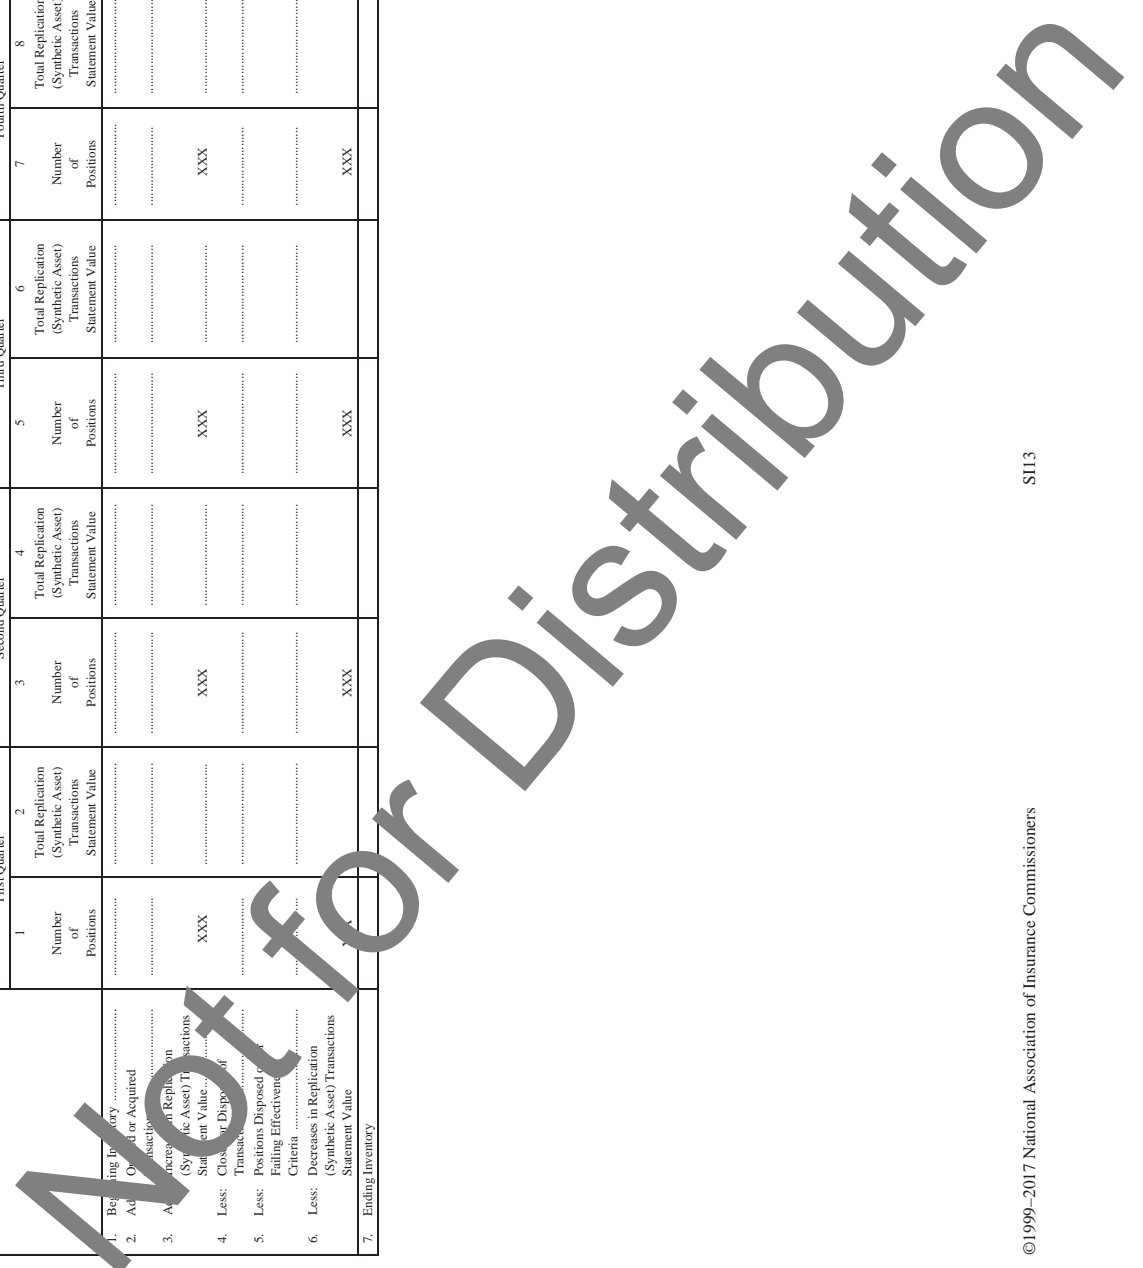 First Quarter
Second Quarter
Third Quarter
Fourth Quarter
1
Number
of
Positions
2
Total Replication
(Synthetic Asset)
Transactions
Statement Value
3
Number
of
Positions
4
Total Replication
(Synthetic Asset)
Transactions
Statement Value
5
Number
of
Positions
6
Total Replication
(Synthetic Asset)
Transactions
Statement Value
7
Number
of
Positions
8
Total Replication
(Synthetic Asset)
Transactions
Statement Value
1. Beginning Inventory
2. Add: Opened or Acquired
Transactions
3. Add: Increases in Replication
(Synthetic Asset) Transactions
Statement Value XXX XXX XXX XXX
4. Less: Closed or Disposed of
Transactions
5. Less: Positions Disposed of for
Failing Effectiveness
Criteria
6. Less: Decreases in Replication
(Synthetic Asset) Transactions
Statement Value XXX XXX XXX XXX
7. Ending Inventory
©1999–2017 National Association of Insurance Commissioners SI13
Not for Distribution